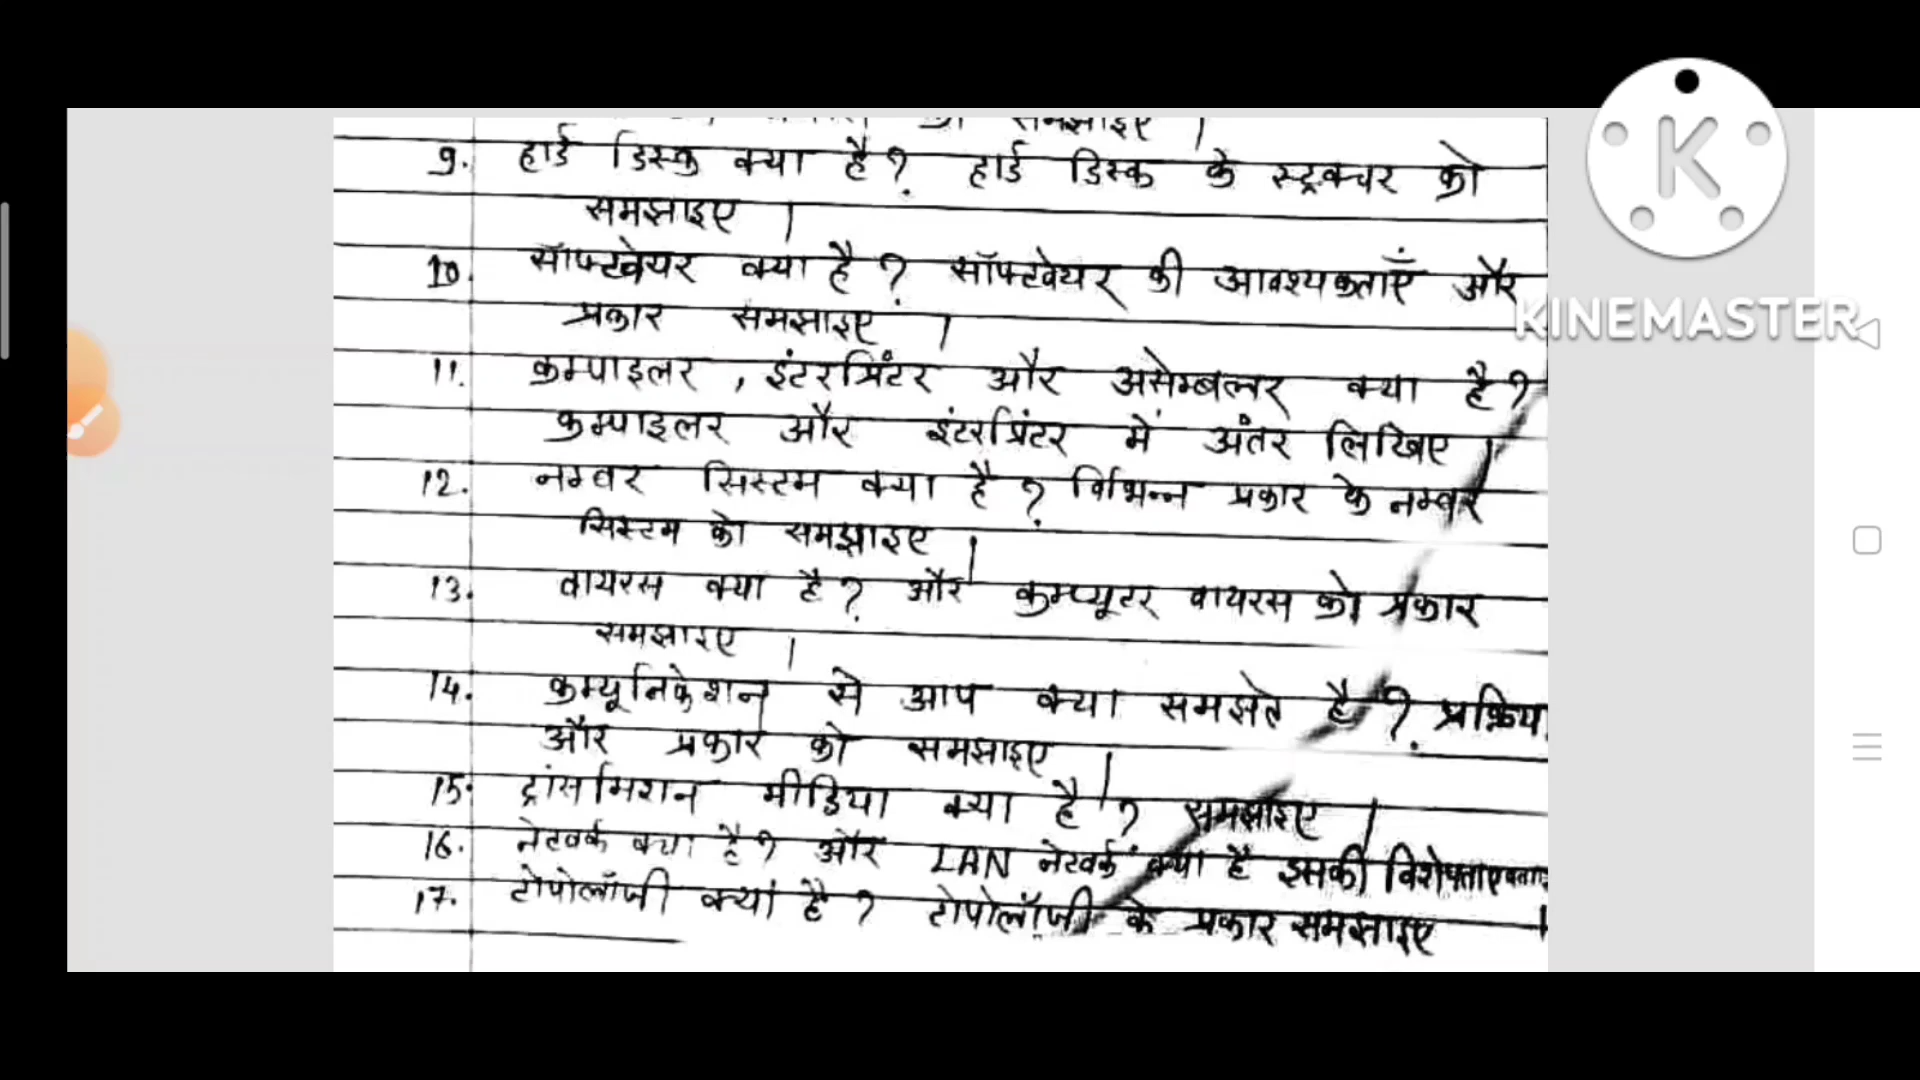 समझाइए |
9. हार्ड डिस्क क्या है? हार्ड डिस्क के स्ट्रक्चर को
समझाइए |
10. सॉफ्टवेयर क्या है? सॉफ्टवेयर की आवश्यकताएँ और
प्रकार समझाइए |
11. कम्पाइलर, इंटरप्रिंटर और असेम्बलर क्या है?
कम्पाइलर और इंटरप्रिंटर में अंतर लिखिए |
12. नम्बर सिस्टम क्या है? विभिन्न प्रकार के नम्बर
सिस्टम को समझाइए |
13. वायरस क्या है? और कम्प्यूटर वायरस को प्रकार
समझाइए |
14. कम्यूनिकेशन से आप क्या समझते है? प्रक्रिय
और प्रकार को समझाइए |
15. ट्रांसमिशन मीडिया क्या है? समझाइए |
16. नेटवर्क क्या है? और LAN नेटवर्क क्या है इसकी विशेषताए
17. टोपोलॉजी क्या है? टोपोलॉजी के प्रकार समझाइए |
K
KINEMASTER